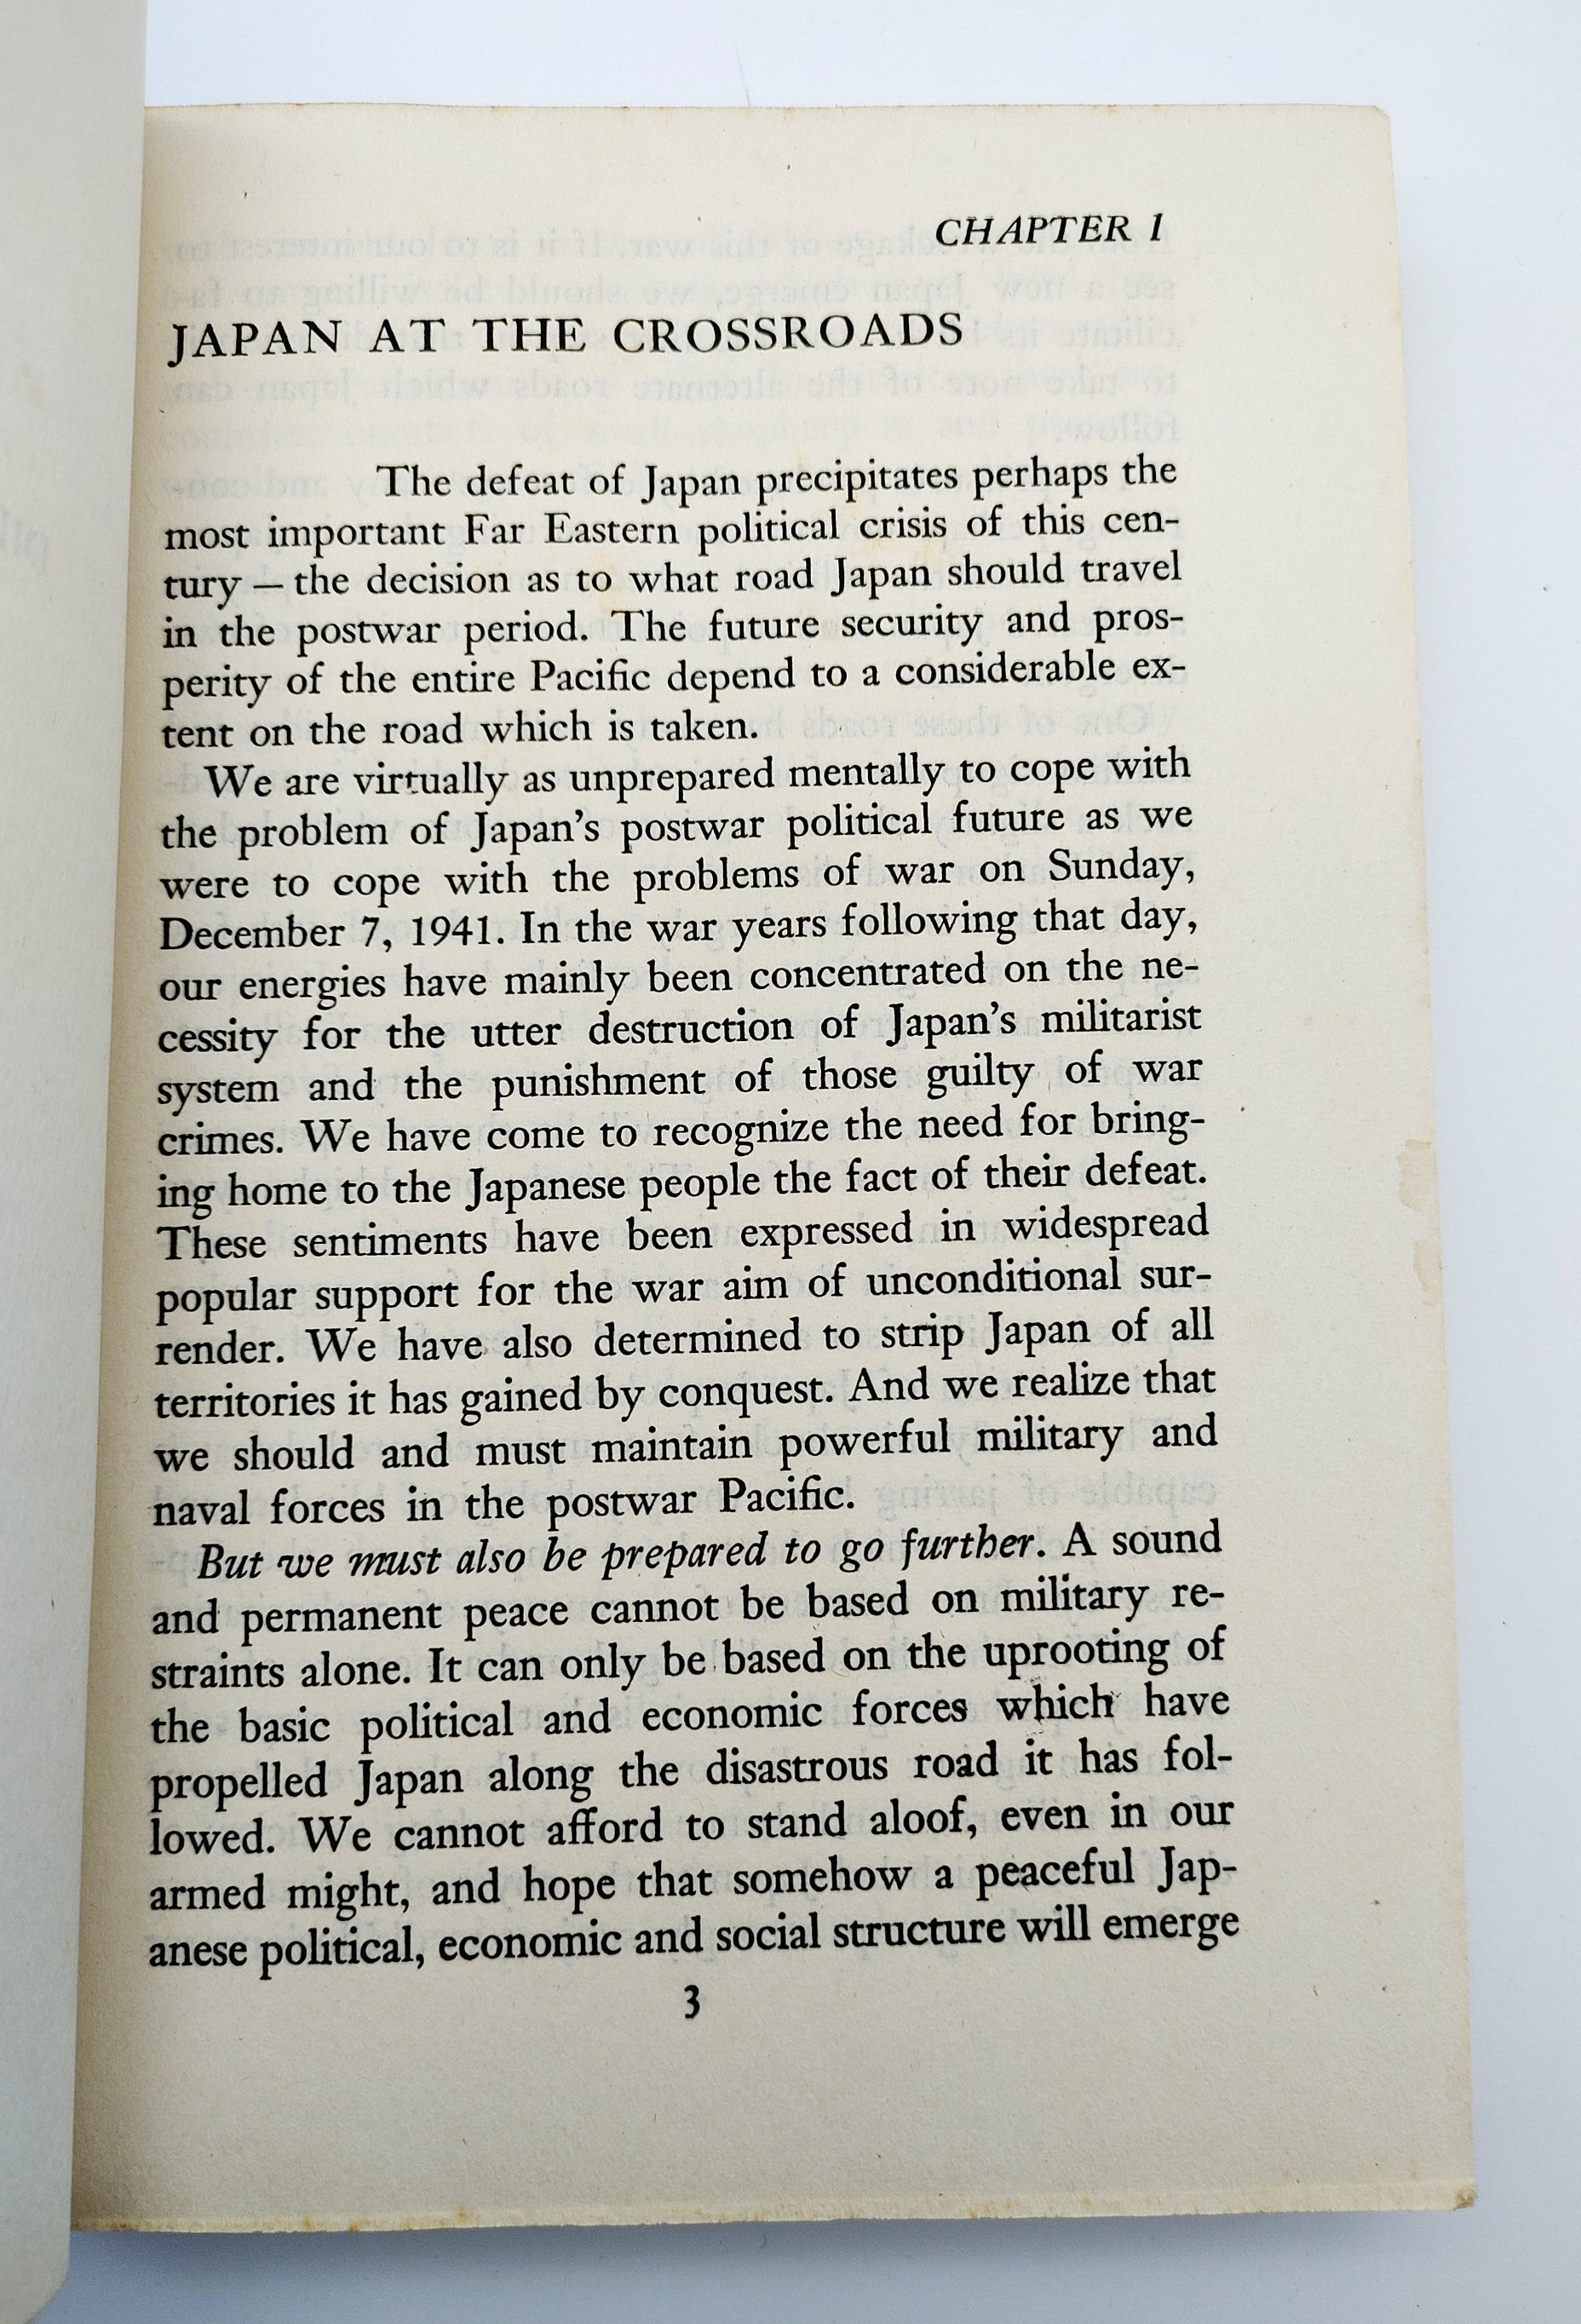 CHAPTER I
JAPAN AT THE CROSSROADS
The defeat of Japan precipitates perhaps the
most important Far Eastern political crisis of this cen-
tury — the decision as to what road Japan should travel
in the postwar period. The future security and pros-
perity of the entire Pacific depend to a considerable ex-
tent on the road which is taken.
We are virtually as unprepared mentally to cope with
the problem of Japan's postwar political future as we
were to cope with the problems of war on Sunday,
December 7, 1941. In the war years following that day,
our energies have mainly been concentrated on the ne-
cessity for the utter destruction of Japan's militarist
system and the punishment of those guilty of war
crimes. We have come to recognize the need for bring-
ing home to the Japanese people the fact of their defeat.
These sentiments have been expressed in widespread
popular support for the war aim of unconditional sur-
render. We have also determined to strip Japan of all
territories it has gained by conquest. And we realize that
we should and must maintain powerful military and
naval forces in the postwar Pacific.
But we must also be prepared to go further. A sound
and permanent peace cannot be based on military re-
straints alone. It can only be based on the uprooting of
the basic political and economic forces which have
propelled Japan along the disastrous road it has fol-
lowed. We cannot afford to stand aloof, even in our
armed might, and hope that somehow a peaceful Jap-
anese political, economic and social structure will emerge
3